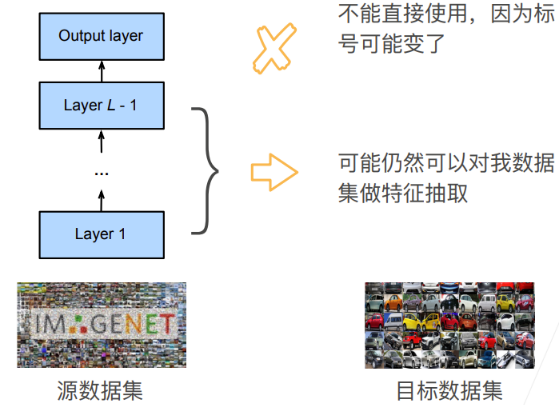 Output layer
不能直接使用，因为标
号可能变了
Layer L - 1
...
可能仍然可以对我数据
集做特征抽取
Layer 1
IMAGENET
源数据集
目标数据集